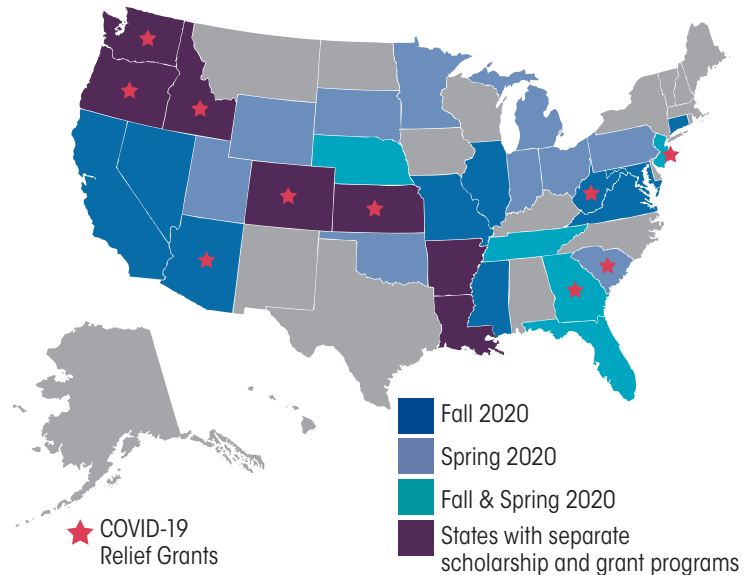 Fall 2020
Spring 2020
Fall & Spring 2020
States with separate
scholarship and grant programs
COVID-19
Relief Grants